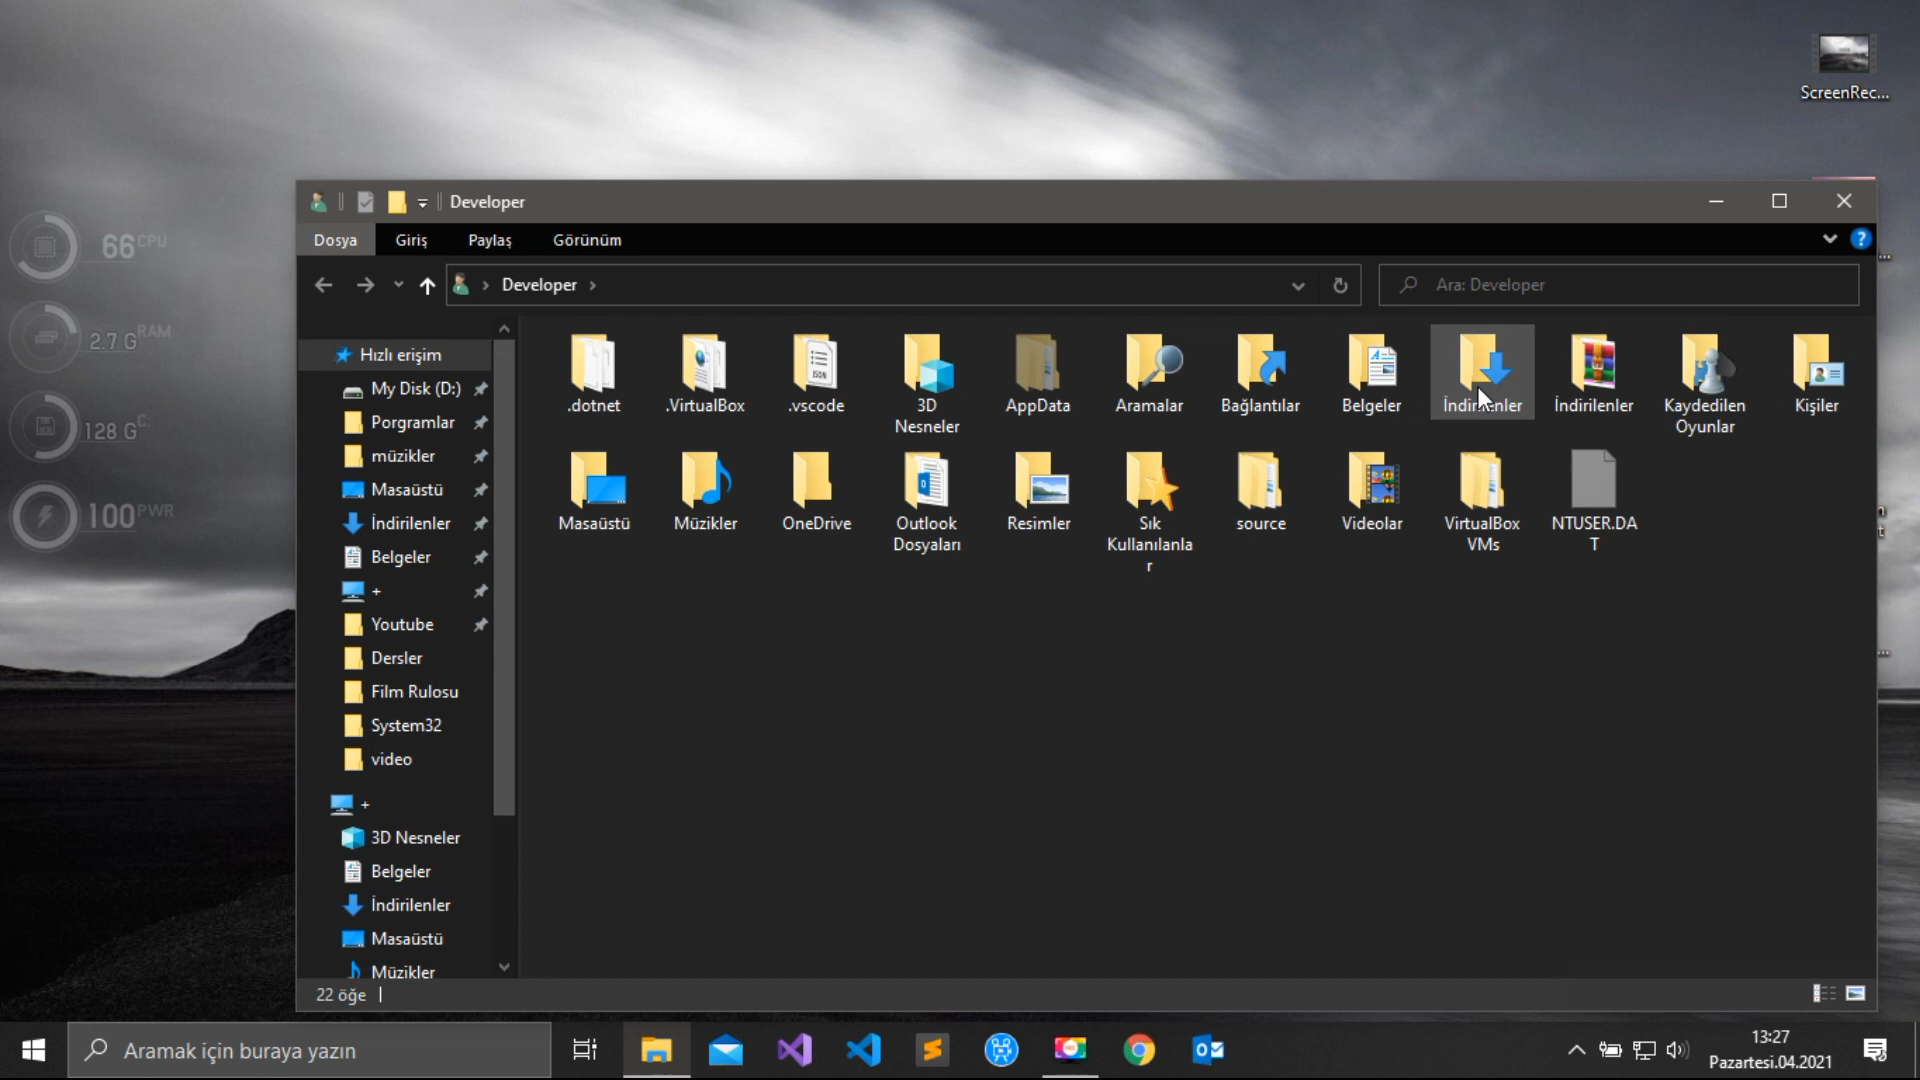 ScreenRec...
Developer
Dosya Giriş Paylaş Görünüm
Developer
Ara: Developer
66 CPU
2.7 G RAM
128 G C:
100 PWR
Hızlı erişim
My Disk (D:)
Porgramlar
müzikler
Masaüstü
İndirilenler
Belgeler
+
Youtube
Dersler
Film Rulosu
System32
video
+
3D Nesneler
Belgeler
İndirilenler
Masaüstü
Müzikler
.dotnet
.VirtualBox
.vscode
JSON
3D
Nesneler
AppData
Aramalar
Bağlantılar
Belgeler
İndirilenler
İndirilenler
Kaydedilen
Oyunlar
Kişiler
Masaüstü
Müzikler
OneDrive
Outlook
Dosyaları
Resimler
Sık
Kullanılanla
r
source
Videolar
VirtualBox
VMs
NTUSER.DA
T
22 öğe
Aramak için buraya yazın
13:27
Pazartesi.04.2021